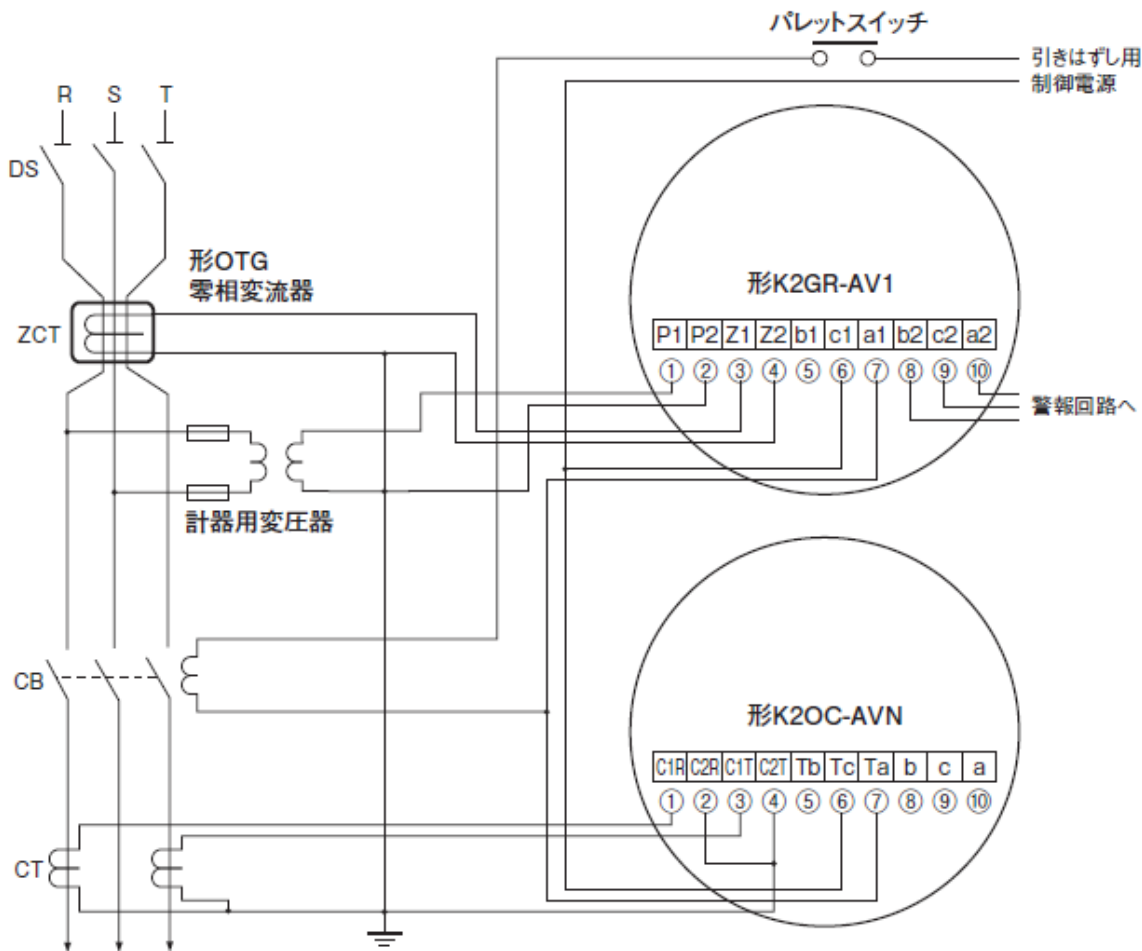 パレットスイッチ
引きはずし用
制御電源
R S T
DS
形OTG
零相変流器
ZCT
形K2GR-AV1
P1 P2 Z1 Z2 b1 c1 a1 b2 c2 a2
① ② ③ ④ ⑤ ⑥ ⑦ ⑧ ⑨ ⑩
警報回路へ
計器用変圧器
CB
形K2OC-AVN
C1R C2R C1T C2T Tb Tc Ta b c a
① ② ③ ④ ⑤ ⑥ ⑦ ⑧ ⑨ ⑩
CT